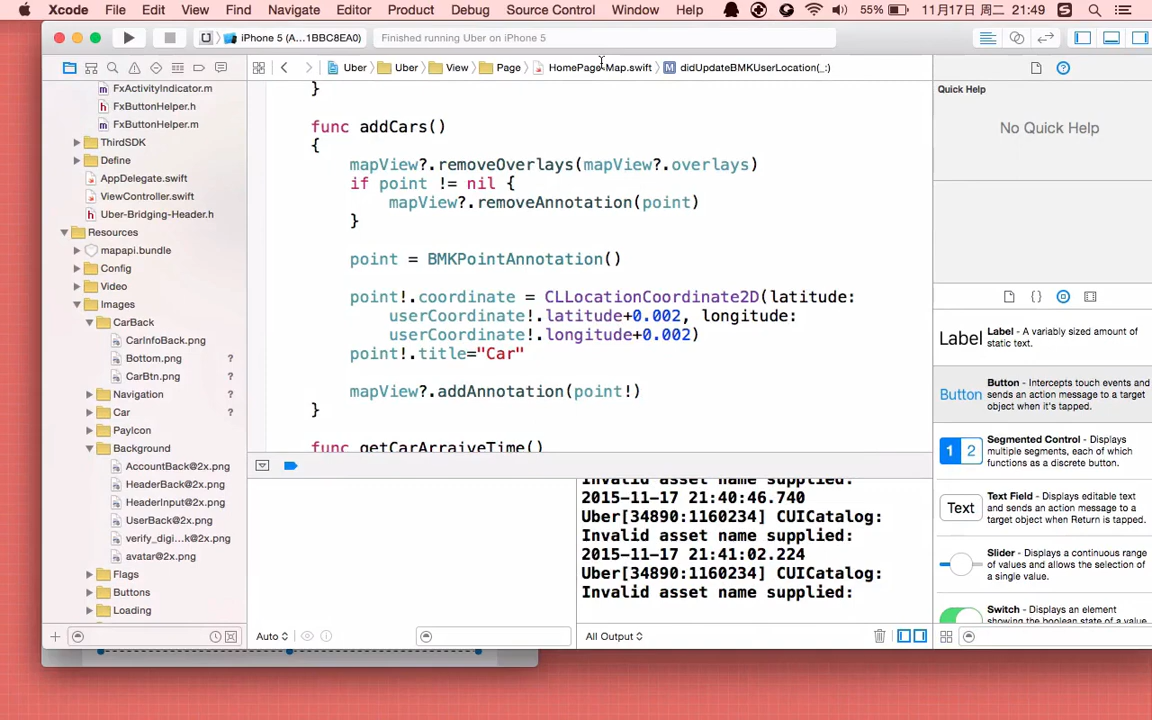 Xcode File Edit View Find Navigate Editor Product Debug Source Control Window Help 55% 11月17日 周二 21:49
iPhone 5 (A...1BBC8EA0) Finished running Uber on iPhone 5
Uber Uber View Page HomePage-Map.swift didUpdateBMKUserLocation(_:)
FxActivityIndicator.m
FxButtonHelper.h
FxButtonHelper.m
ThirdSDK
Define
AppDelegate.swift
ViewController.swift
Uber-Bridging-Header.h
Resources
mapapi.bundle
Config
Video
Images
CarBack
CarInfoBack.png
Bottom.png ?
CarBtn.png ?
Navigation ?
Car ?
PayIcon
Background
AccountBack@2x.png
HeaderBack@2x.png
HeaderInput@2x.png
UserBack@2x.png
verify_digi...k@2x.png
avatar@2x.png
Flags
Buttons
Loading
}
func addCars()
{
mapView?.removeOverlays(mapView?.overlays)
if point != nil {
mapView?.removeAnnotation(point)
}
point = BMKPointAnnotation()
point!.coordinate = CLLocationCoordinate2D(latitude:
userCoordinate!.latitude+0.002, longitude:
userCoordinate!.longitude+0.002)
point!.title="Car"
mapView?.addAnnotation(point!)
}
func getCarArraiveTime()
Invalid asset name supplied:
2015-11-17 21:40:46.740
Uber[34890:1160234] CUICatalog:
Invalid asset name supplied:
2015-11-17 21:41:02.224
Uber[34890:1160234] CUICatalog:
Invalid asset name supplied:
Auto
All Output
Quick Help
No Quick Help
{}
Label
Label - A variably sized amount of
static text.
Button
Button - Intercepts touch events and
sends an action message to a target
object when it's tapped.
1 2
Segmented Control - Displays
multiple segments, each of which
functions as a discrete button.
Text
Text Field - Displays editable text
and sends an action message to a
target object when Return is tapped.
Slider - Displays a continuous range
of values and allows the selection of
a single value.
Switch - Displays an element
showing the boolean state of a value.